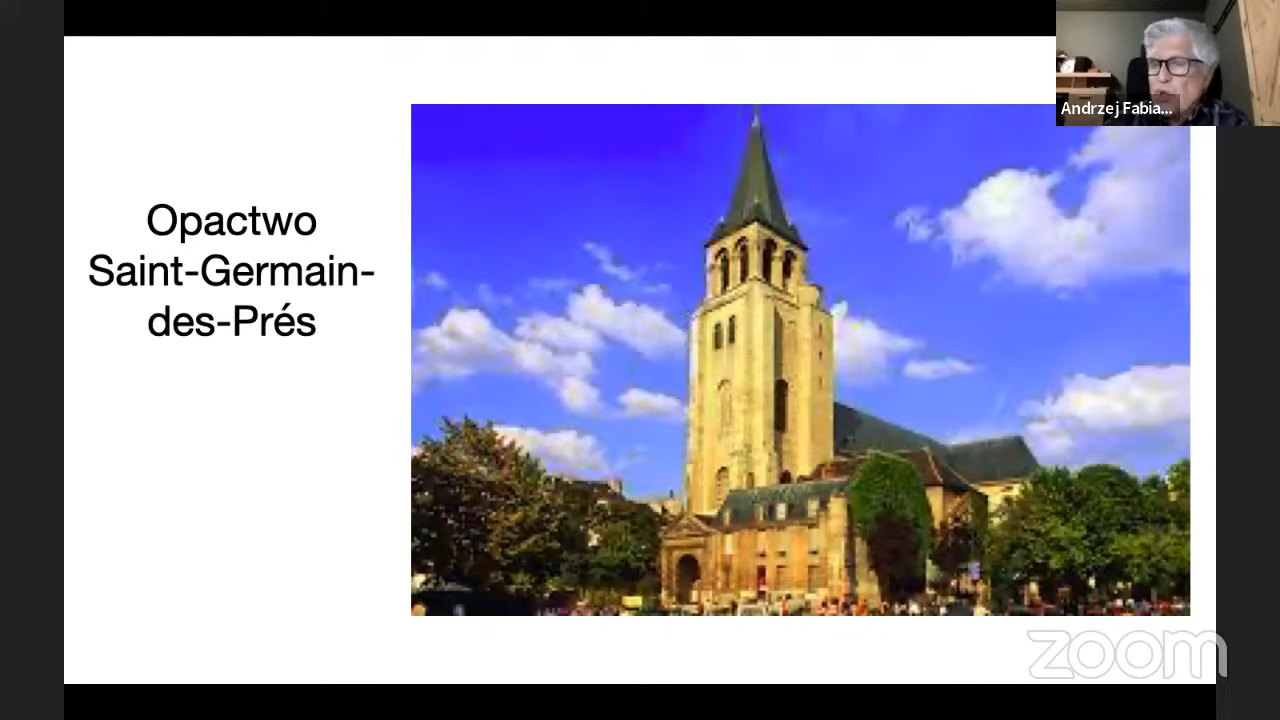 Opactwo
Saint-Germain-
des-Prés
Andrzej Fabia...
zoom